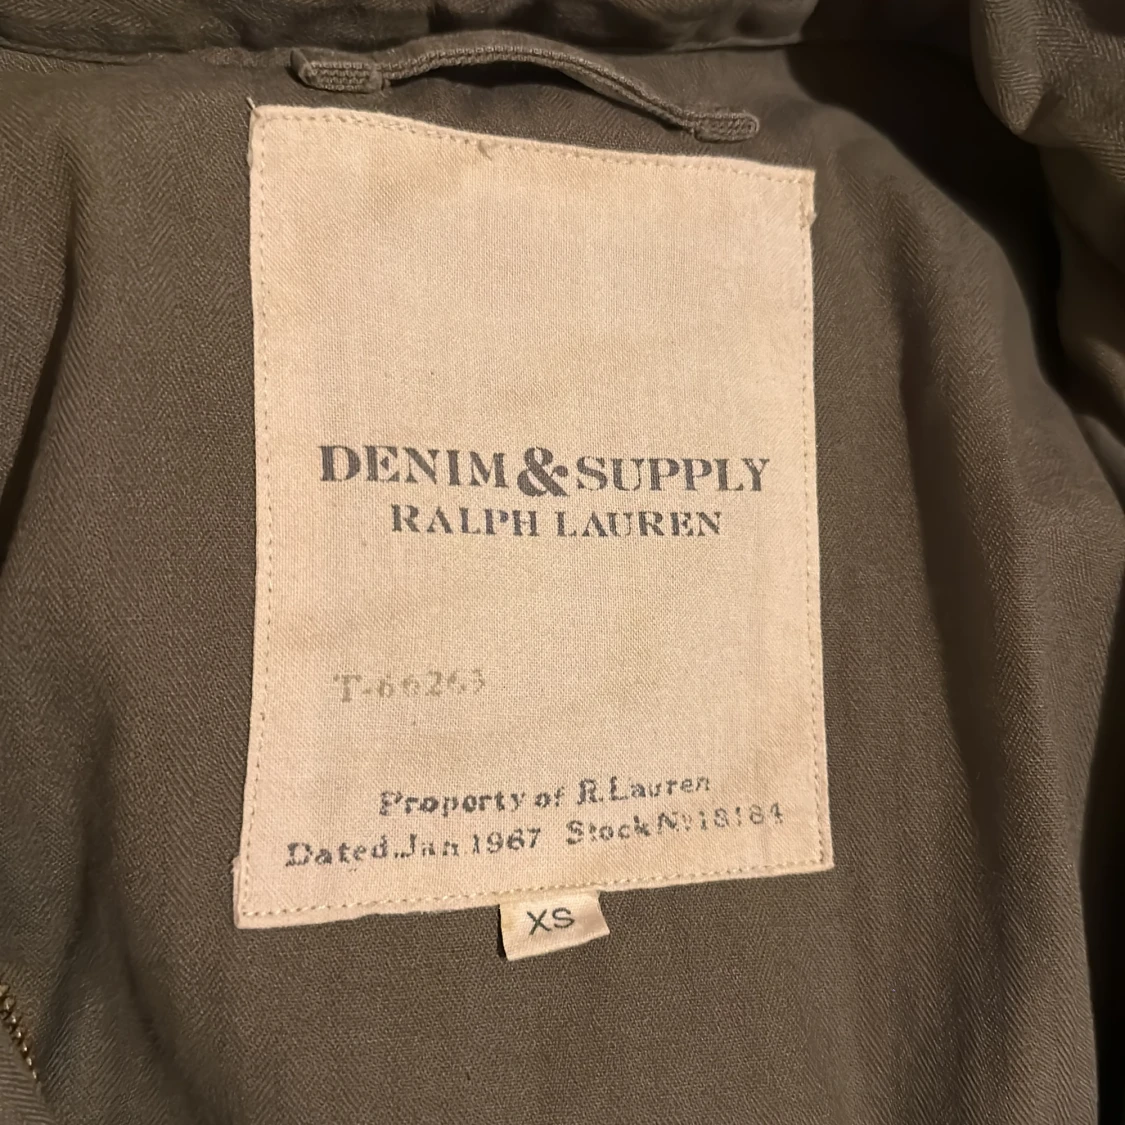 DENIM & SUPPLY
RALPH LAUREN
T-66263
Property of R.Lauren
Dated.Jan.1967 Stock Nº 18184
XS